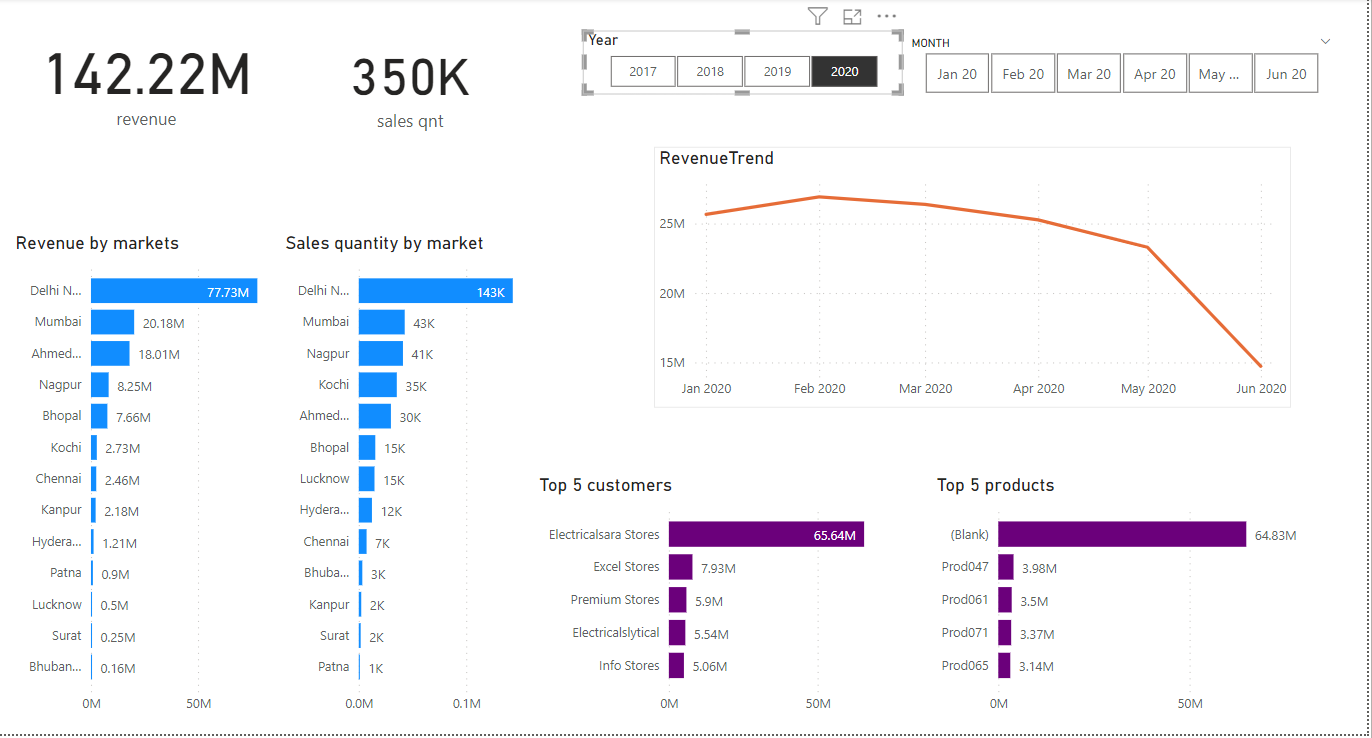 142.22M
revenue
350K
sales qnt
Year
2017 2018 2019 2020
MONTH
Jan 20 Feb 20 Mar 20 Apr 20 May ... Jun 20
RevenueTrend
25M
20M
15M
Jan 2020 Feb 2020 Mar 2020 Apr 2020 May 2020 Jun 2020
Revenue by markets
Delhi N... 77.73M
Mumbai 20.18M
Ahmed... 18.01M
Nagpur 8.25M
Bhopal 7.66M
Kochi 2.73M
Chennai 2.46M
Kanpur 2.18M
Hydera... 1.21M
Patna 0.9M
Lucknow 0.5M
Surat 0.25M
Bhuban... 0.16M
0M 50M
Sales quantity by market
Delhi N... 143K
Mumbai 43K
Nagpur 41K
Kochi 35K
Ahmed... 30K
Bhopal 15K
Lucknow 15K
Hydera... 12K
Chennai 7K
Bhuba... 3K
Kanpur 2K
Surat 2K
Patna 1K
0.0M 0.1M
Top 5 customers
Electricalsara Stores 65.64M
Excel Stores 7.93M
Premium Stores 5.9M
Electricalslytical 5.54M
Info Stores 5.06M
0M 50M
Top 5 products
(Blank) 64.83M
Prod047 3.98M
Prod061 3.5M
Prod071 3.37M
Prod065 3.14M
0M 50M